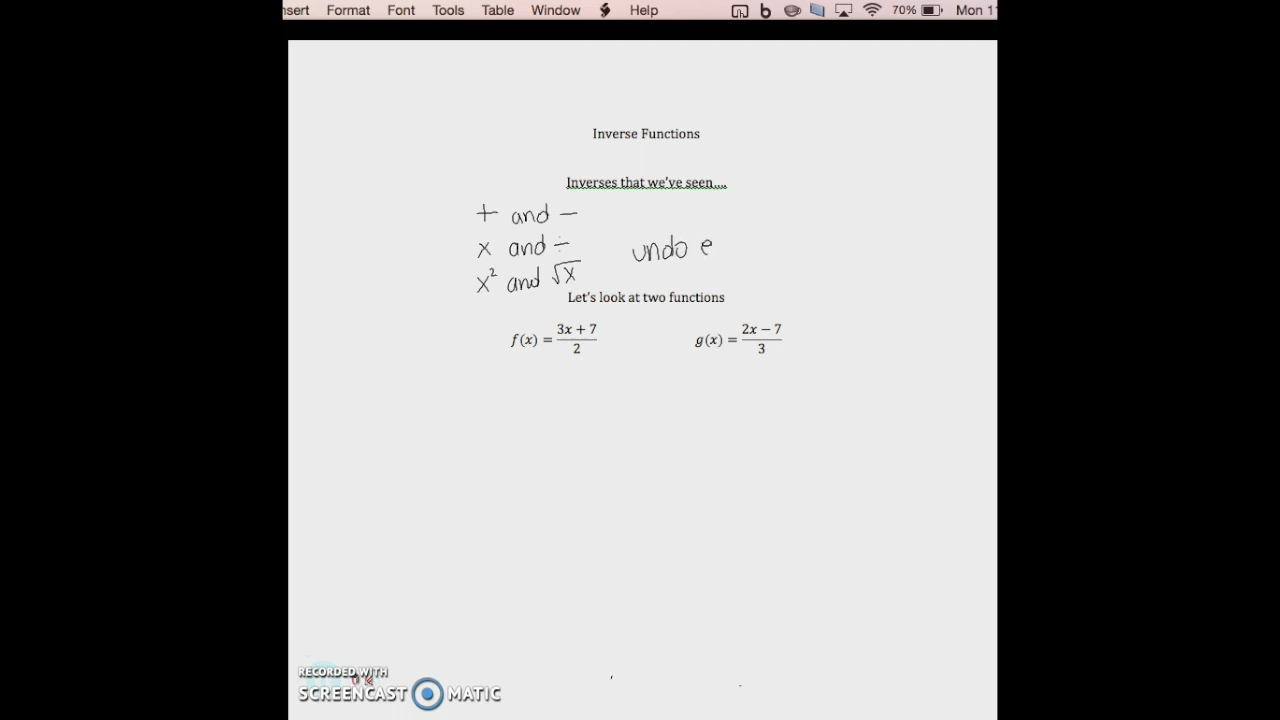 nsert Format Font Tools Table Window Help 70% Mon 1
Inverse Functions
Inverses that we've seen....
+ and −
x and ÷
undo e
x² and √x
Let's look at two functions
f(x) = (3x + 7)/2 g(x) = (2x − 7)/3
RECORDED WITH
SCREENCAST MATIC